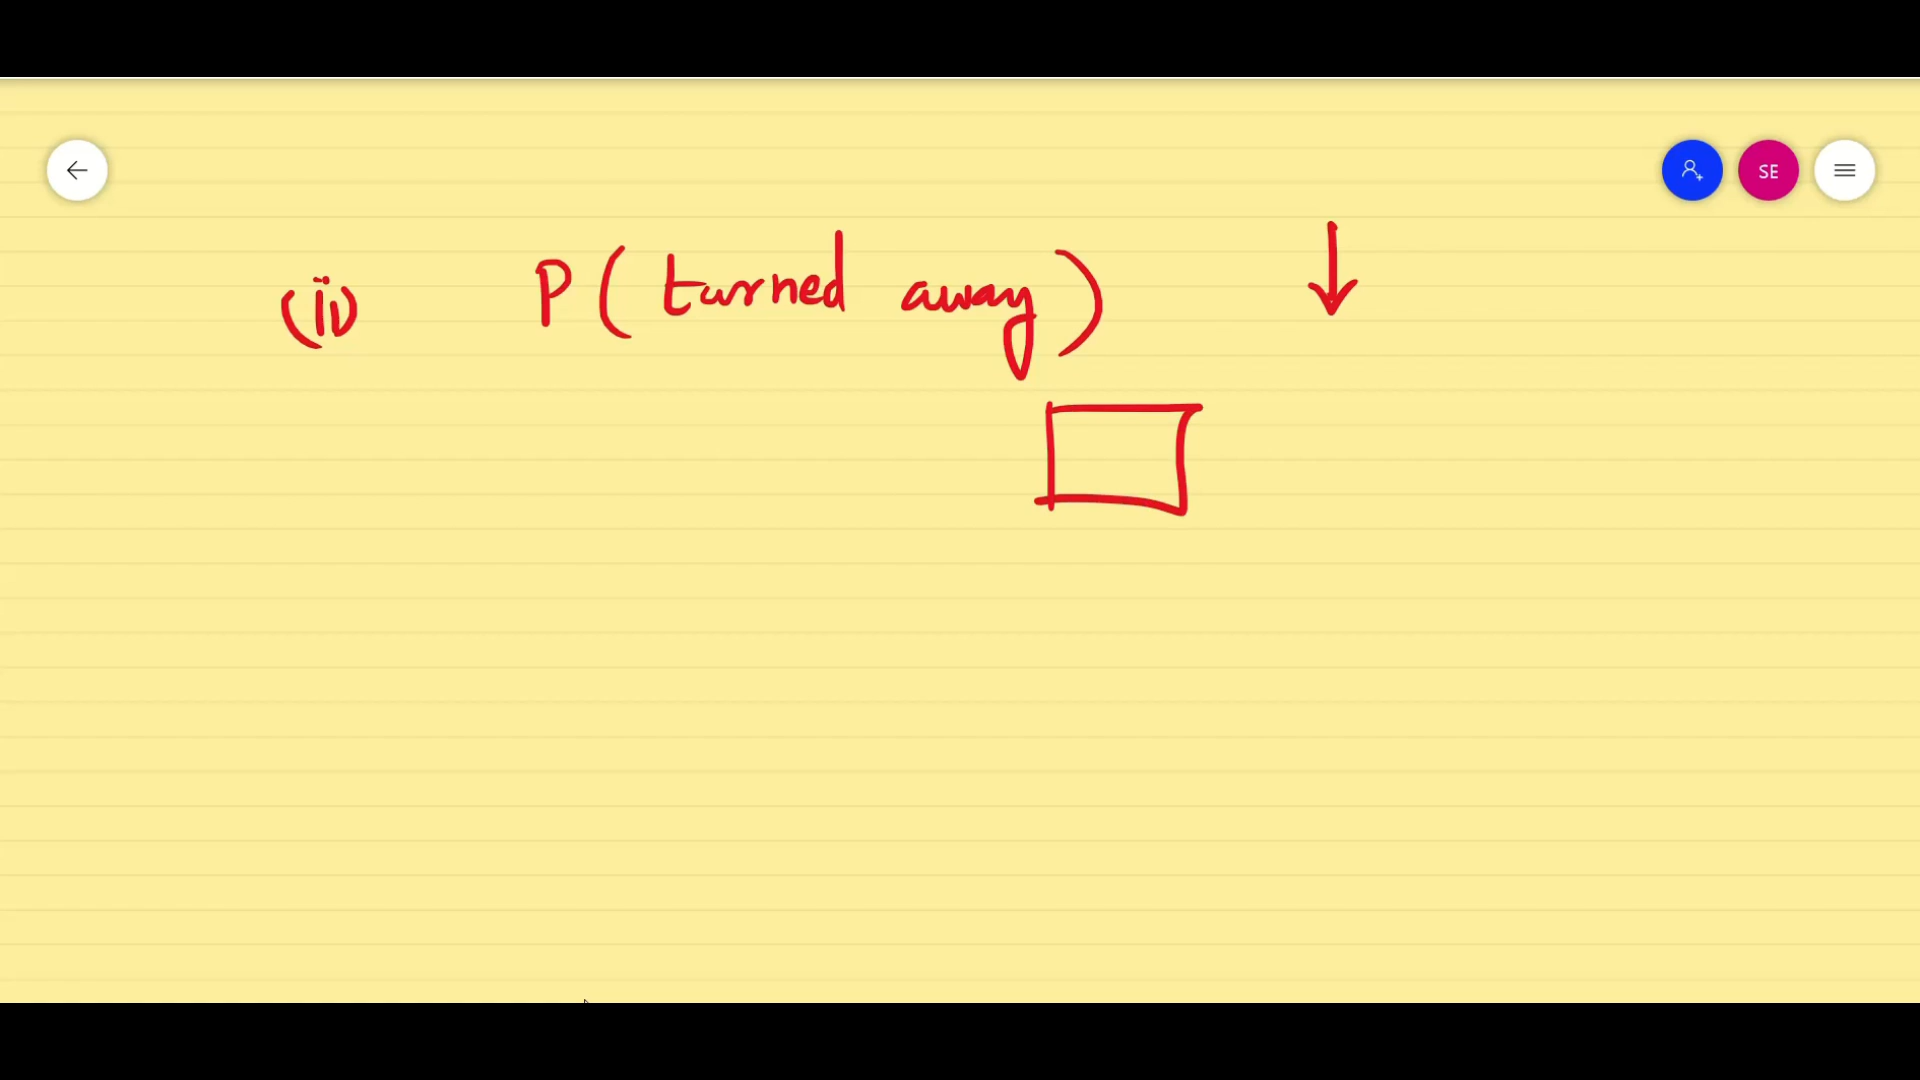 SE
(ii) P(turned away) ↓